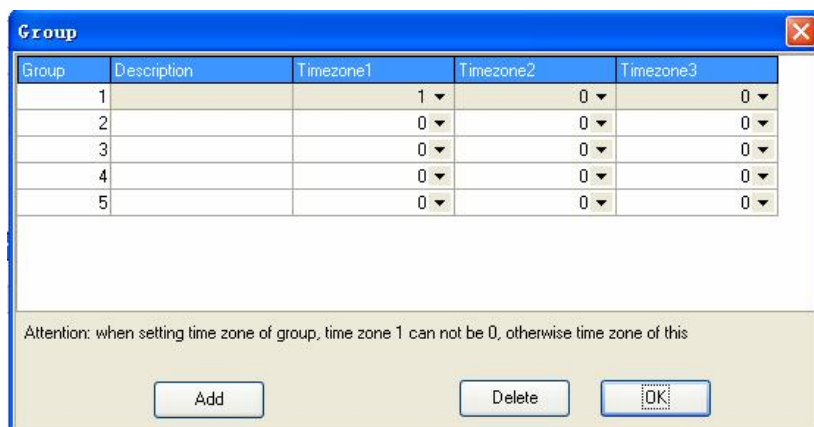 Group
Group Description Timezone1 Timezone2 Timezone3
1 1 0 0
2 0 0 0
3 0 0 0
4 0 0 0
5 0 0 0
Attention: when setting time zone of group, time zone 1 can not be 0, otherwise time zone of this
Add Delete OK